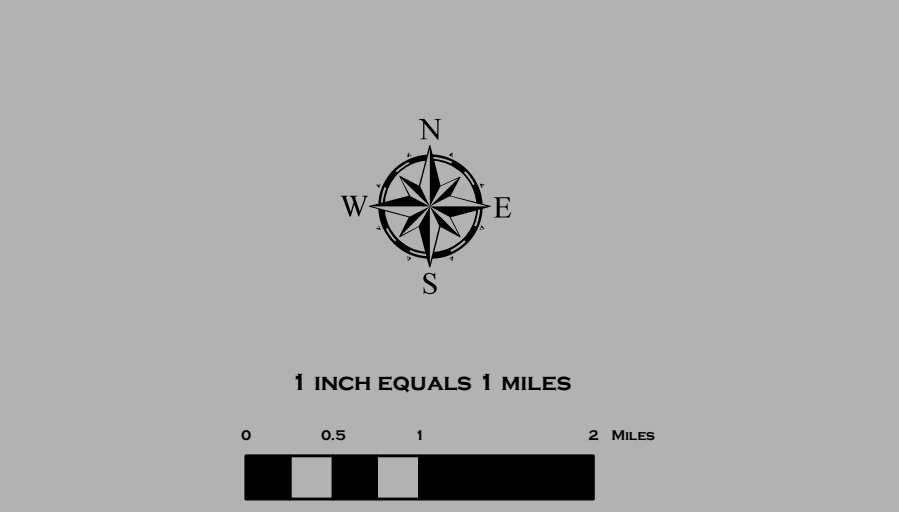 N
W E
S
1 INCH EQUALS 1 MILES
0 0.5 1 2 MILES